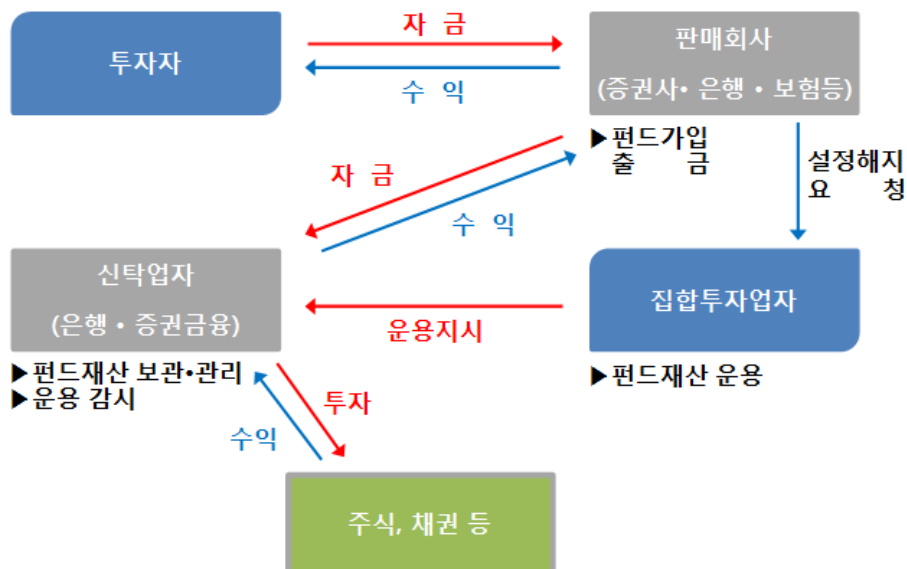 투자자
자 금
수 익
판매회사
(증권사• 은행 • 보험등)
▶펀드가입
출 금
설정해지
요 청
자 금
수 익
신탁업자
(은행 • 증권금융)
▶펀드재산 보관•관리
▶운용 감시
운용지시
집합투자업자
▶펀드재산 운용
투자
수익
주식, 채권 등